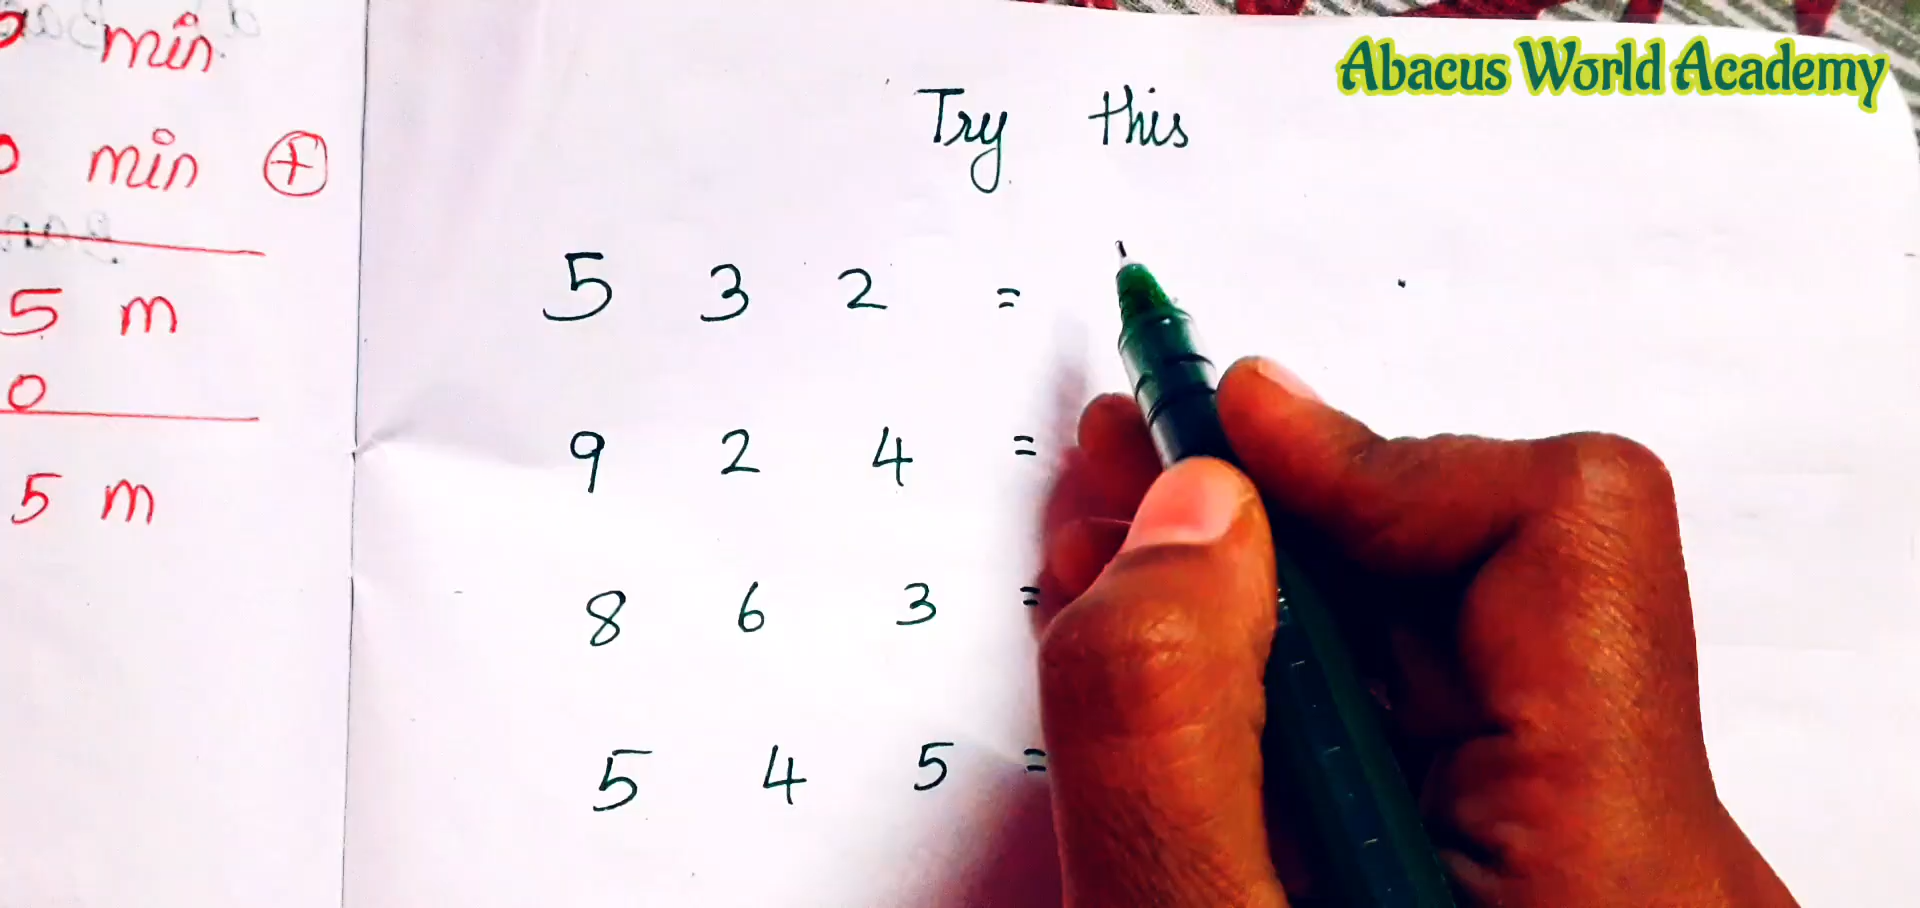 Abacus World Academy
min
min +
5 m
0
5 m
Try this
5 3 2 =
9 2 4 =
8 6 3 =
5 4 5 =